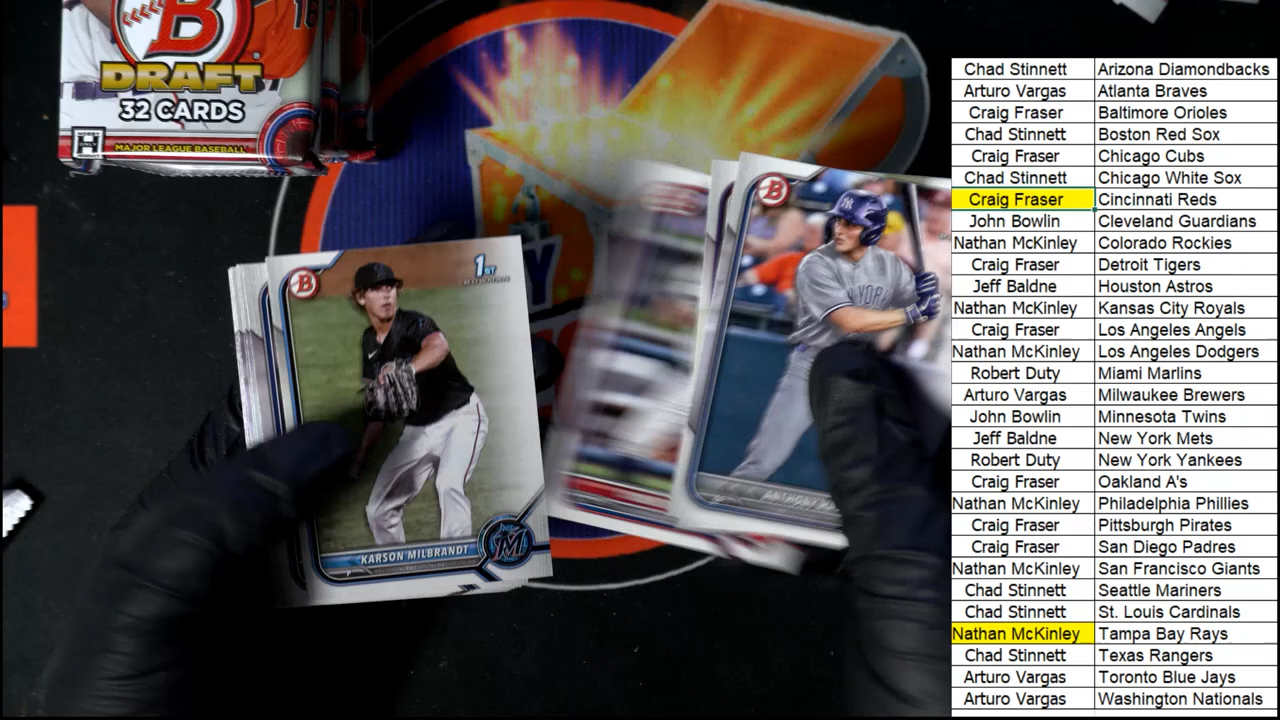 B
DRAFT
32 CARDS
HOBBY
H
MAJOR LEAGUE BASEBALL
B
1ST
BOWMAN
KARSON MILBRANDT
M
B
NY
YORK
ANTHONY
Chad Stinnett Arizona Diamondbacks
Arturo Vargas Atlanta Braves
Craig Fraser Baltimore Orioles
Chad Stinnett Boston Red Sox
Craig Fraser Chicago Cubs
Chad Stinnett Chicago White Sox
Craig Fraser Cincinnati Reds
John Bowlin Cleveland Guardians
Nathan McKinley Colorado Rockies
Craig Fraser Detroit Tigers
Jeff Baldne Houston Astros
Nathan McKinley Kansas City Royals
Craig Fraser Los Angeles Angels
Nathan McKinley Los Angeles Dodgers
Robert Duty Miami Marlins
Arturo Vargas Milwaukee Brewers
John Bowlin Minnesota Twins
Jeff Baldne New York Mets
Robert Duty New York Yankees
Craig Fraser Oakland A's
Nathan McKinley Philadelphia Phillies
Craig Fraser Pittsburgh Pirates
Craig Fraser San Diego Padres
Nathan McKinley San Francisco Giants
Chad Stinnett Seattle Mariners
Chad Stinnett St. Louis Cardinals
Nathan McKinley Tampa Bay Rays
Chad Stinnett Texas Rangers
Arturo Vargas Toronto Blue Jays
Arturo Vargas Washington Nationals